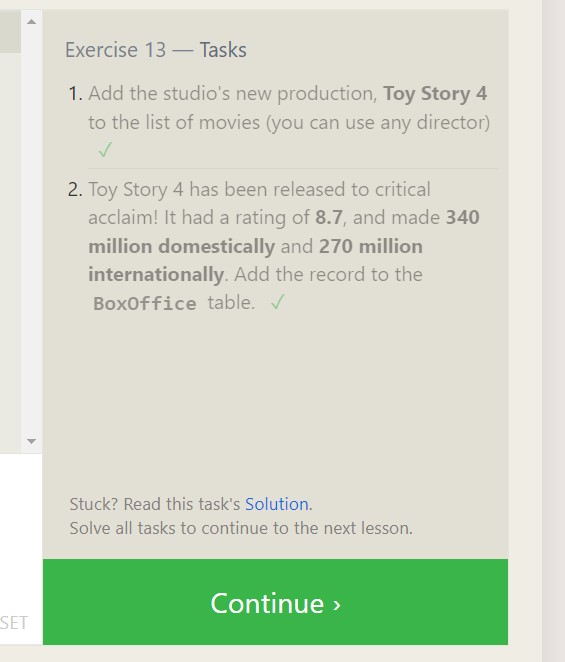 Exercise 13 — Tasks
1. Add the studio's new production, Toy Story 4
to the list of movies (you can use any director)
✓
2. Toy Story 4 has been released to critical
acclaim! It had a rating of 8.7, and made 340
million domestically and 270 million
internationally. Add the record to the
BoxOffice table. ✓
Stuck? Read this task's Solution.
Solve all tasks to continue to the next lesson.
SET
Continue ›